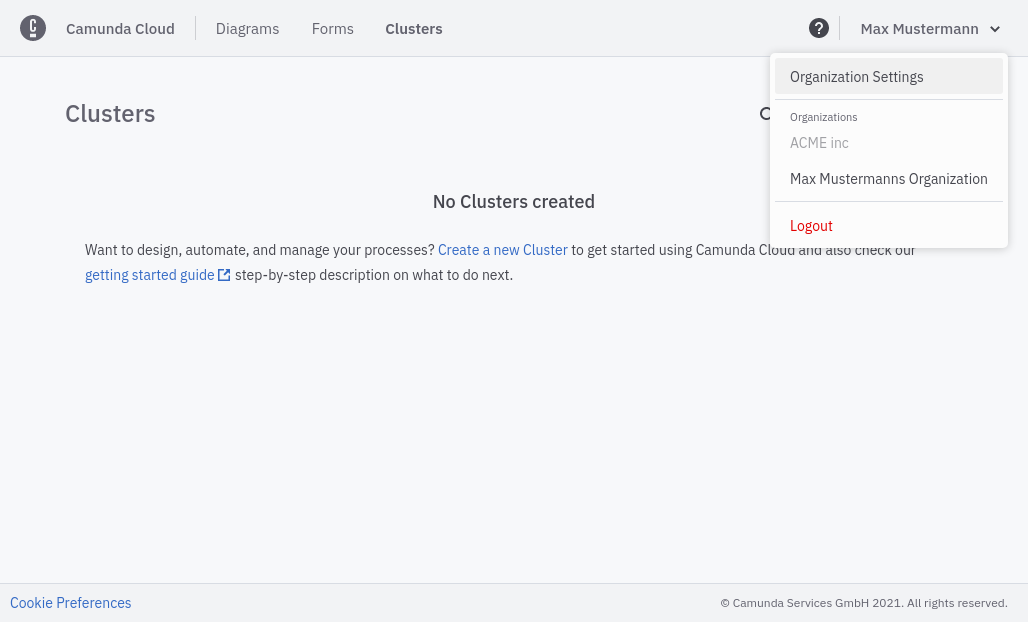 Camunda Cloud Diagrams Forms Clusters ? Max Mustermann
Organization Settings
Clusters
Organizations
ACME inc
Max Mustermanns Organization
Logout
No Clusters created
Want to design, automate, and manage your processes? Create a new Cluster to get started using Camunda Cloud and also check our
getting started guide step-by-step description on what to do next.
Cookie Preferences
© Camunda Services GmbH 2021. All rights reserved.